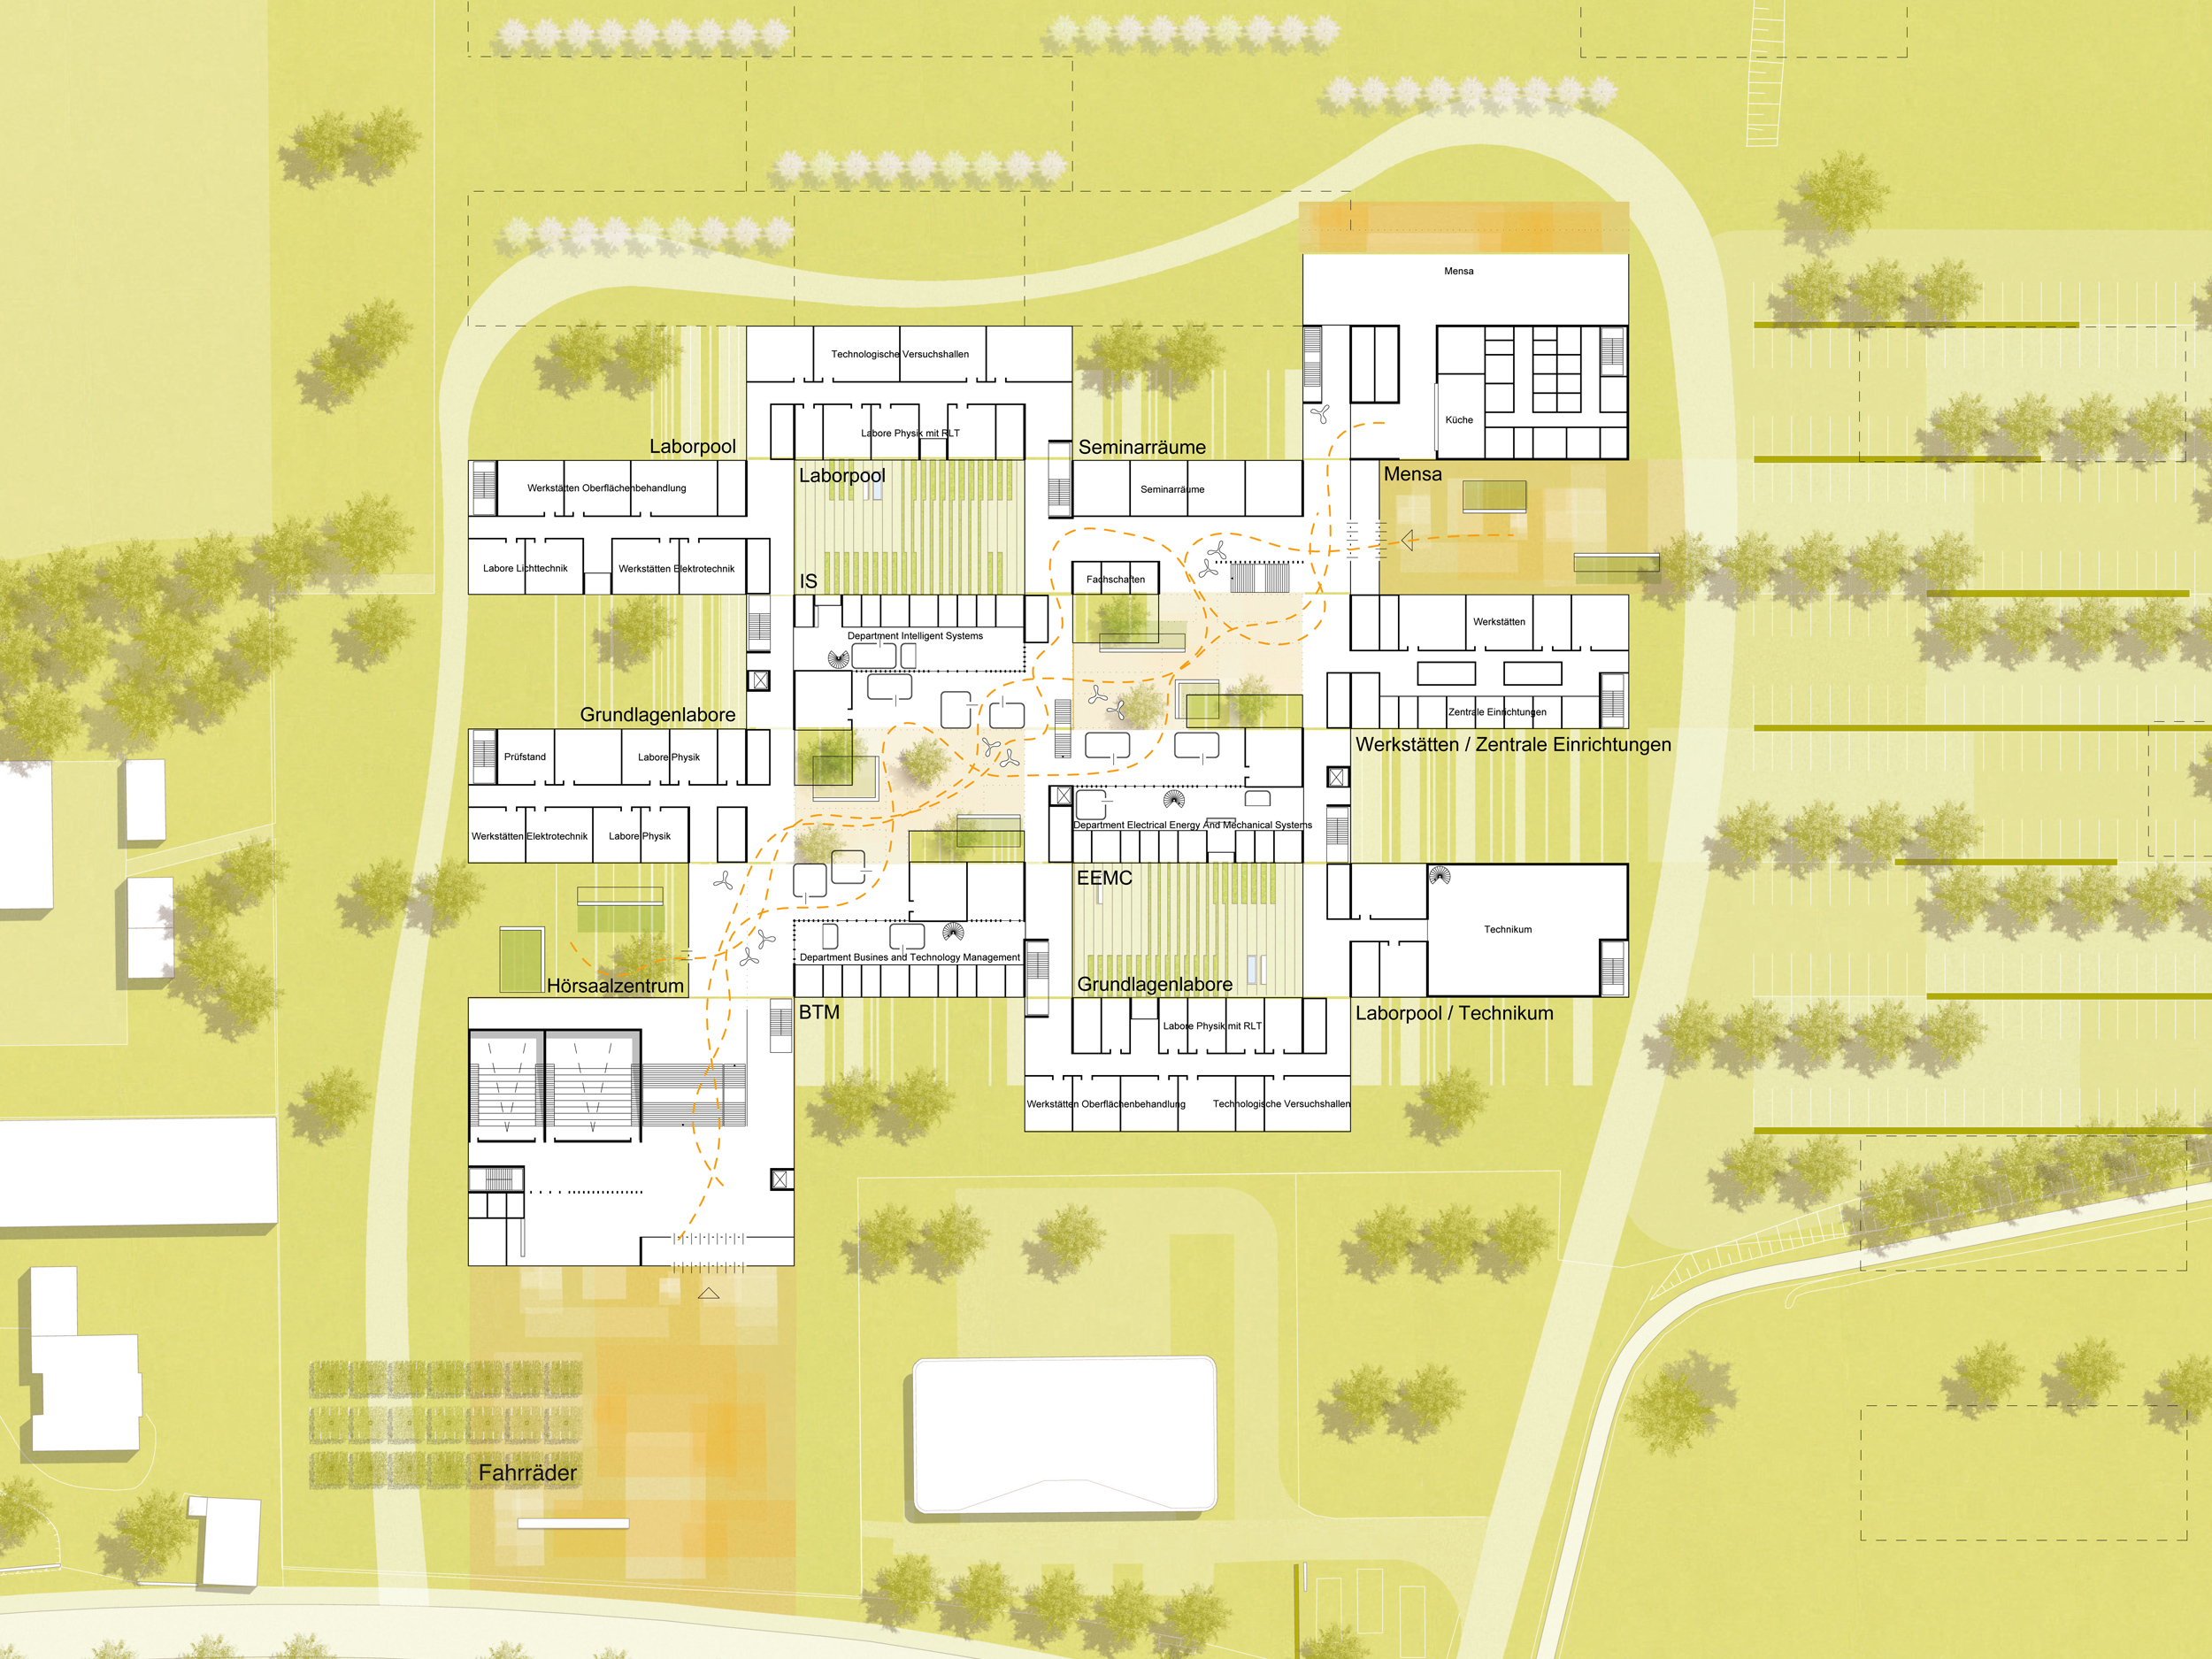 Mensa
Technologische Versuchshallen
Küche
Labore Physik mit RLT
Laborpool
Seminarräume
Laborpool
Mensa
Werkstätten Oberflächenbehandlung
Seminarräume
Labore Lichttechnik
Werkstätten Elektrotechnik
IS
Fachschaften
Department Intelligent Systems
Werkstätten
Grundlagenlabore
Zentrale Einrichtungen
Werkstätten / Zentrale Einrichtungen
Prüfstand
Labore Physik
Werkstätten Elektrotechnik
Labore Physik
Department Electrical Energy And Mechanical Systems
EEMC
Technikum
Department Busines and Technology Management
Hörsaalzentrum
Grundlagenlabore
BTM
Laborpool / Technikum
Labore Physik mit RLT
Werkstätten Oberflächenbehandlung
Technologische Versuchshallen
Fahrräder